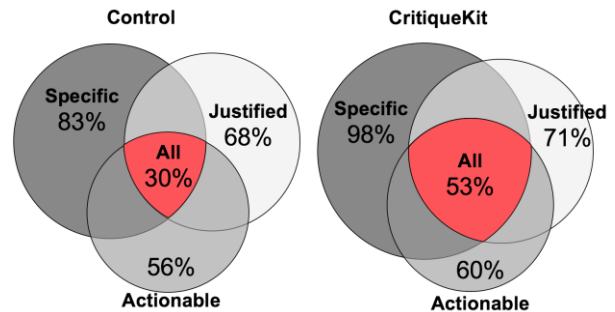 Control
Specific
83%
Justified
68%
All
30%
56%
Actionable
CritiqueKit
Specific
98%
Justified
71%
All
53%
60%
Actionable